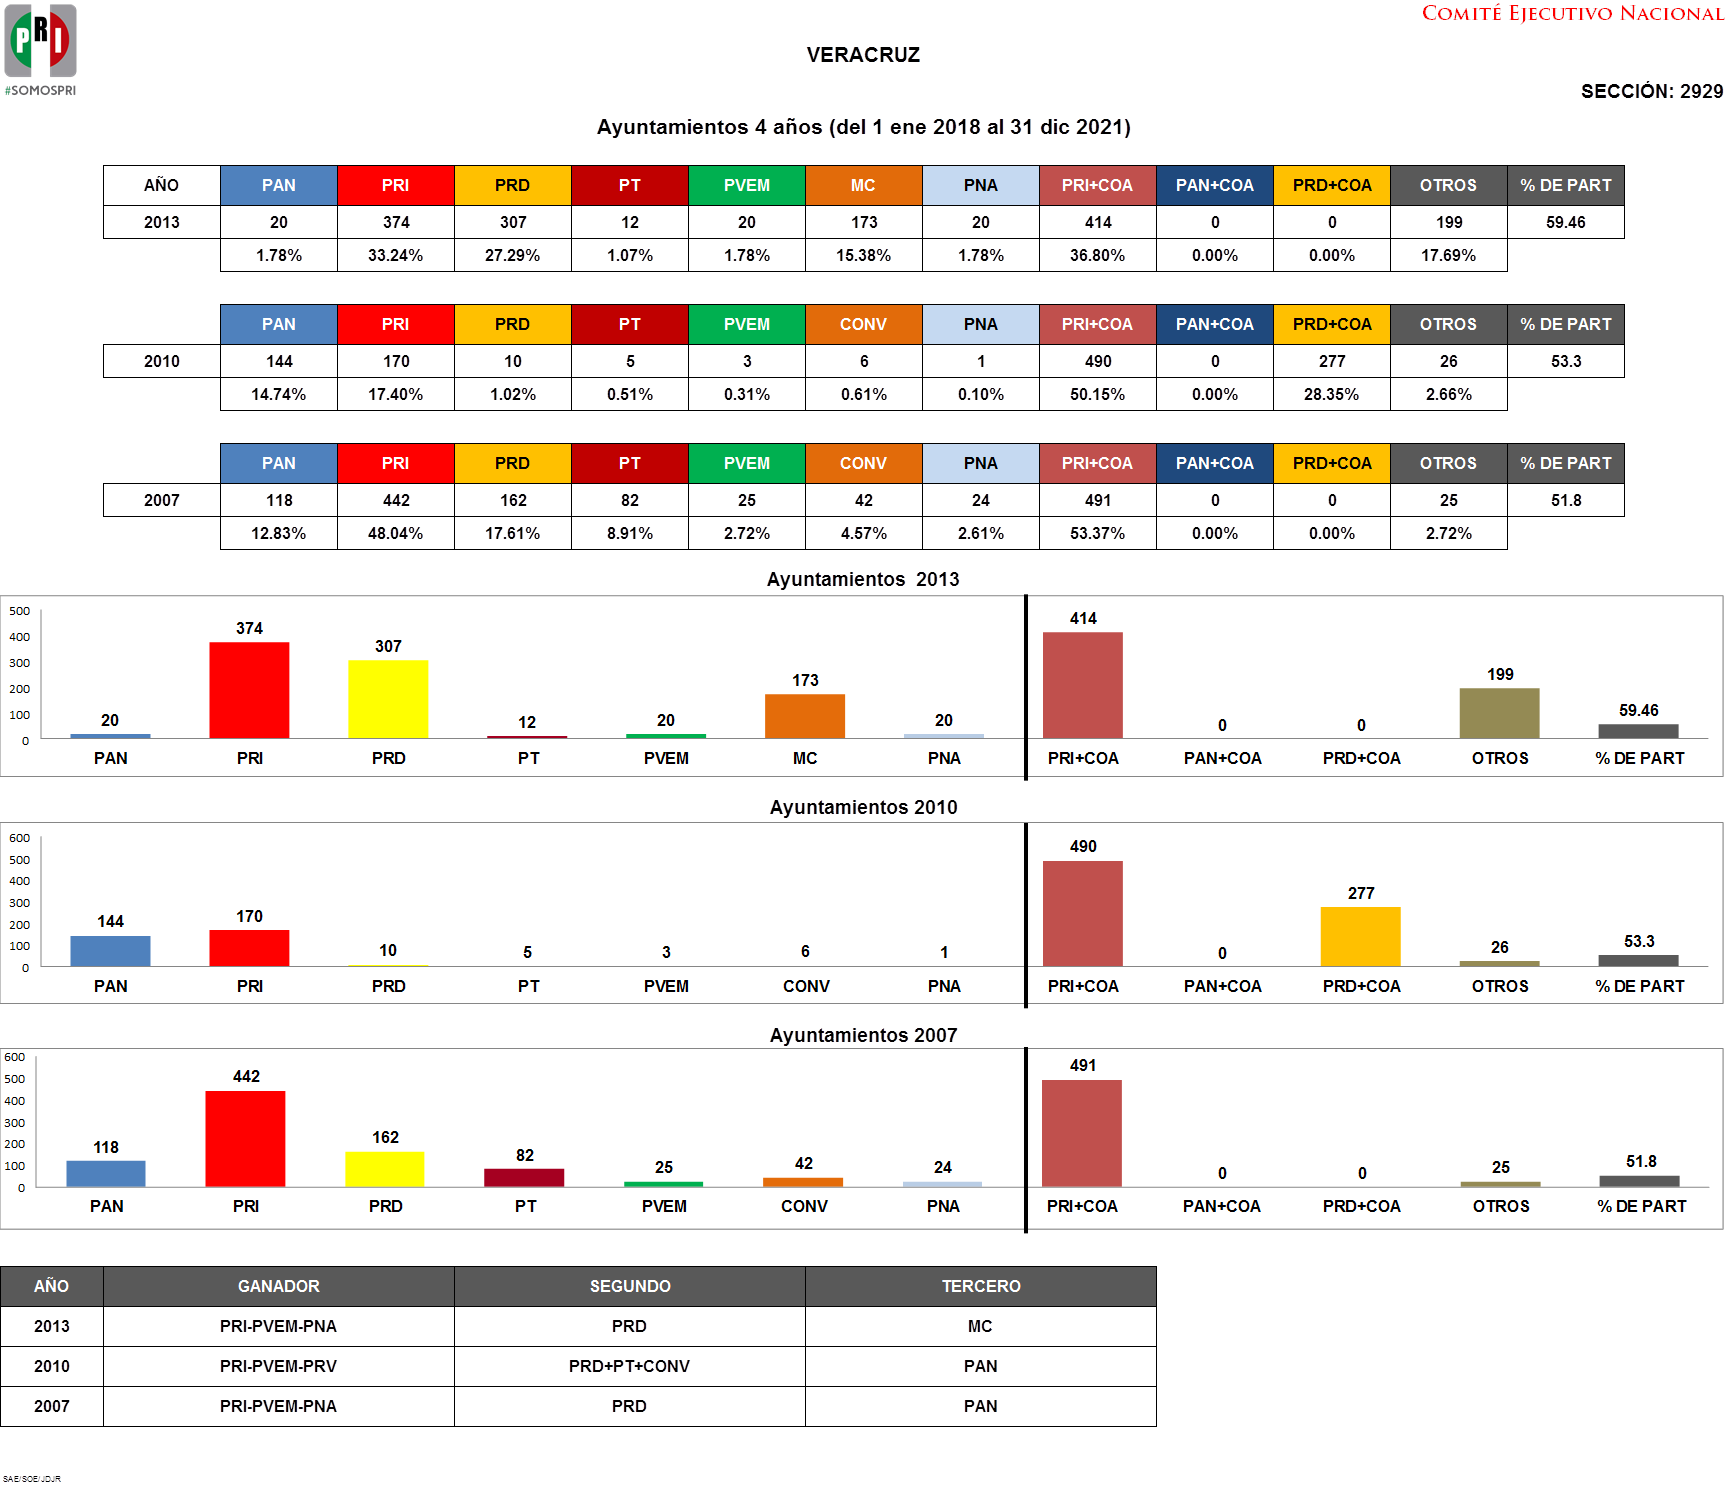 PRI
#SOMOSPRI
COMITÉ EJECUTIVO NACIONAL
VERACRUZ
SECCIÓN: 2929
Ayuntamientos 4 años (del 1 ene 2018 al 31 dic 2021)
AÑO PAN PRI PRD PT PVEM MC PNA PRI+COA PAN+COA PRD+COA OTROS % DE PART
2013 20 374 307 12 20 173 20 414 0 0 199 59.46
1.78% 33.24% 27.29% 1.07% 1.78% 15.38% 1.78% 36.80% 0.00% 0.00% 17.69%
PAN PRI PRD PT PVEM CONV PNA PRI+COA PAN+COA PRD+COA OTROS % DE PART
2010 144 170 10 5 3 6 1 490 0 277 26 53.3
14.74% 17.40% 1.02% 0.51% 0.31% 0.61% 0.10% 50.15% 0.00% 28.35% 2.66%
PAN PRI PRD PT PVEM CONV PNA PRI+COA PAN+COA PRD+COA OTROS % DE PART
2007 118 442 162 82 25 42 24 491 0 0 25 51.8
12.83% 48.04% 17.61% 8.91% 2.72% 4.57% 2.61% 53.37% 0.00% 0.00% 2.72%
Ayuntamientos 2013
500
400
300
200
100
0
20 374 307 12 20 173 20 414 0 0 199 59.46
PAN PRI PRD PT PVEM MC PNA PRI+COA PAN+COA PRD+COA OTROS % DE PART
Ayuntamientos 2010
600
500
400
300
200
100
0
144 170 10 5 3 6 1 490 0 277 26 53.3
PAN PRI PRD PT PVEM CONV PNA PRI+COA PAN+COA PRD+COA OTROS % DE PART
Ayuntamientos 2007
600
500
400
300
200
100
0
118 442 162 82 25 42 24 491 0 0 25 51.8
PAN PRI PRD PT PVEM CONV PNA PRI+COA PAN+COA PRD+COA OTROS % DE PART
AÑO GANADOR SEGUNDO TERCERO
2013 PRI-PVEM-PNA PRD MC
2010 PRI-PVEM-PRV PRD+PT+CONV PAN
2007 PRI-PVEM-PNA PRD PAN
SAE/SOE/JDJR